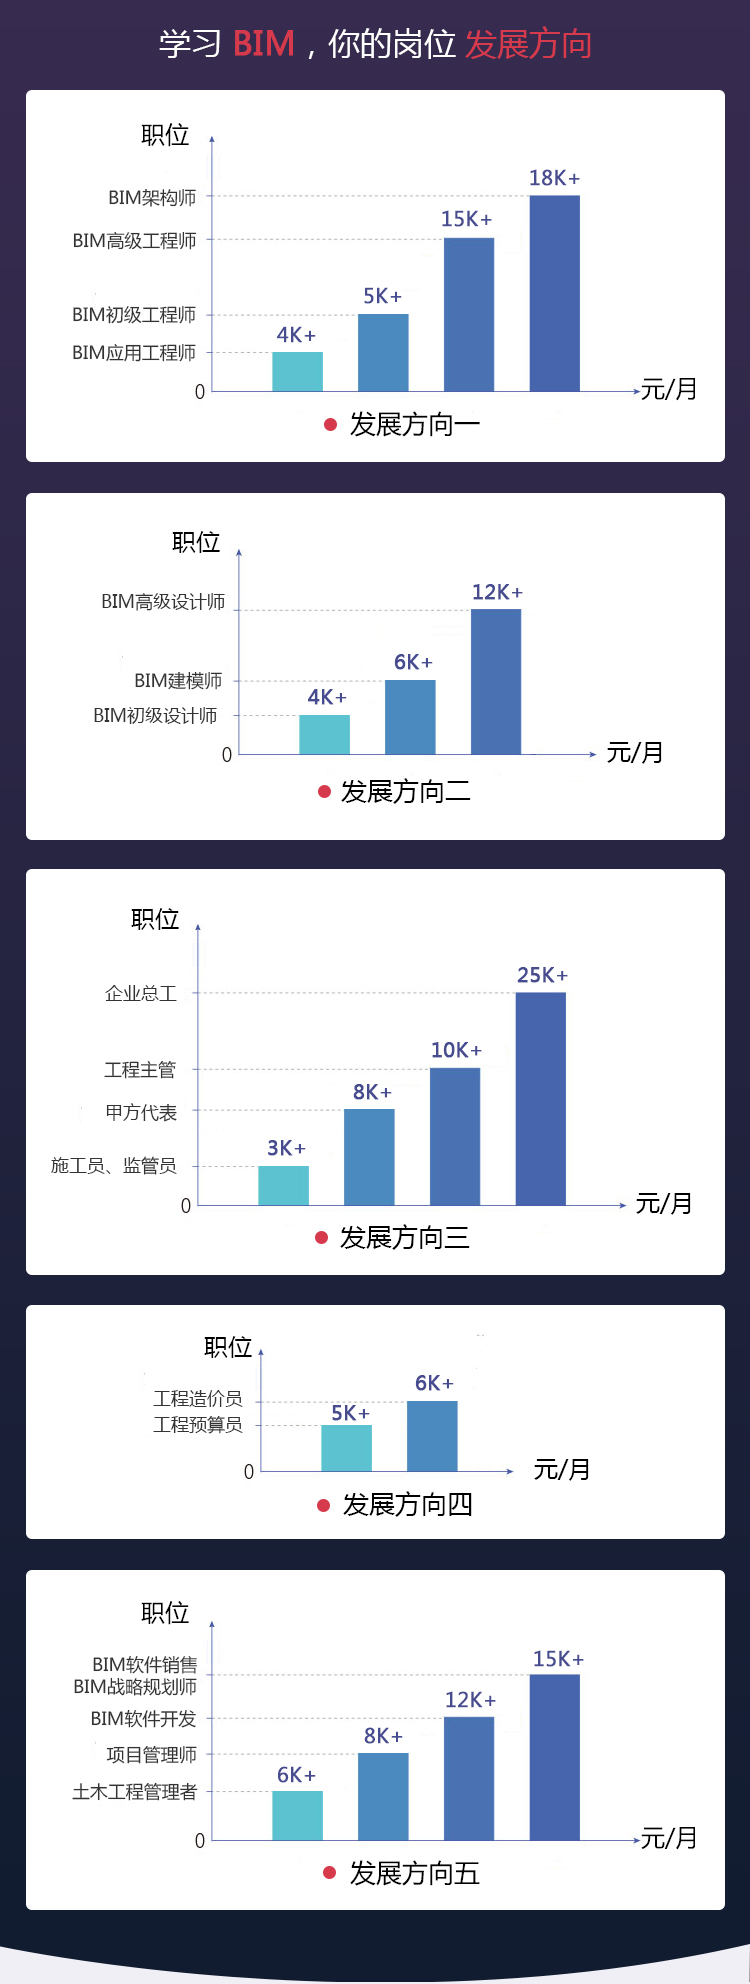 学习 BIM，你的岗位 发展方向
职位
18K+
BIM架构师
15K+
BIM高级工程师
5K+
BIM初级工程师
4K+
BIM应用工程师
0
元/月
发展方向一
职位
12K+
BIM高级设计师
6K+
BIM建模师
4K+
BIM初级设计师
0
元/月
发展方向二
职位
25K+
企业总工
10K+
工程主管
8K+
甲方代表
3K+
施工员、监管员
0
元/月
发展方向三
职位
6K+
工程造价员
5K+
工程预算员
0
元/月
发展方向四
职位
15K+
BIM软件销售
BIM战略规划师
12K+
BIM软件开发
8K+
项目管理师
6K+
土木工程管理者
0
元/月
发展方向五